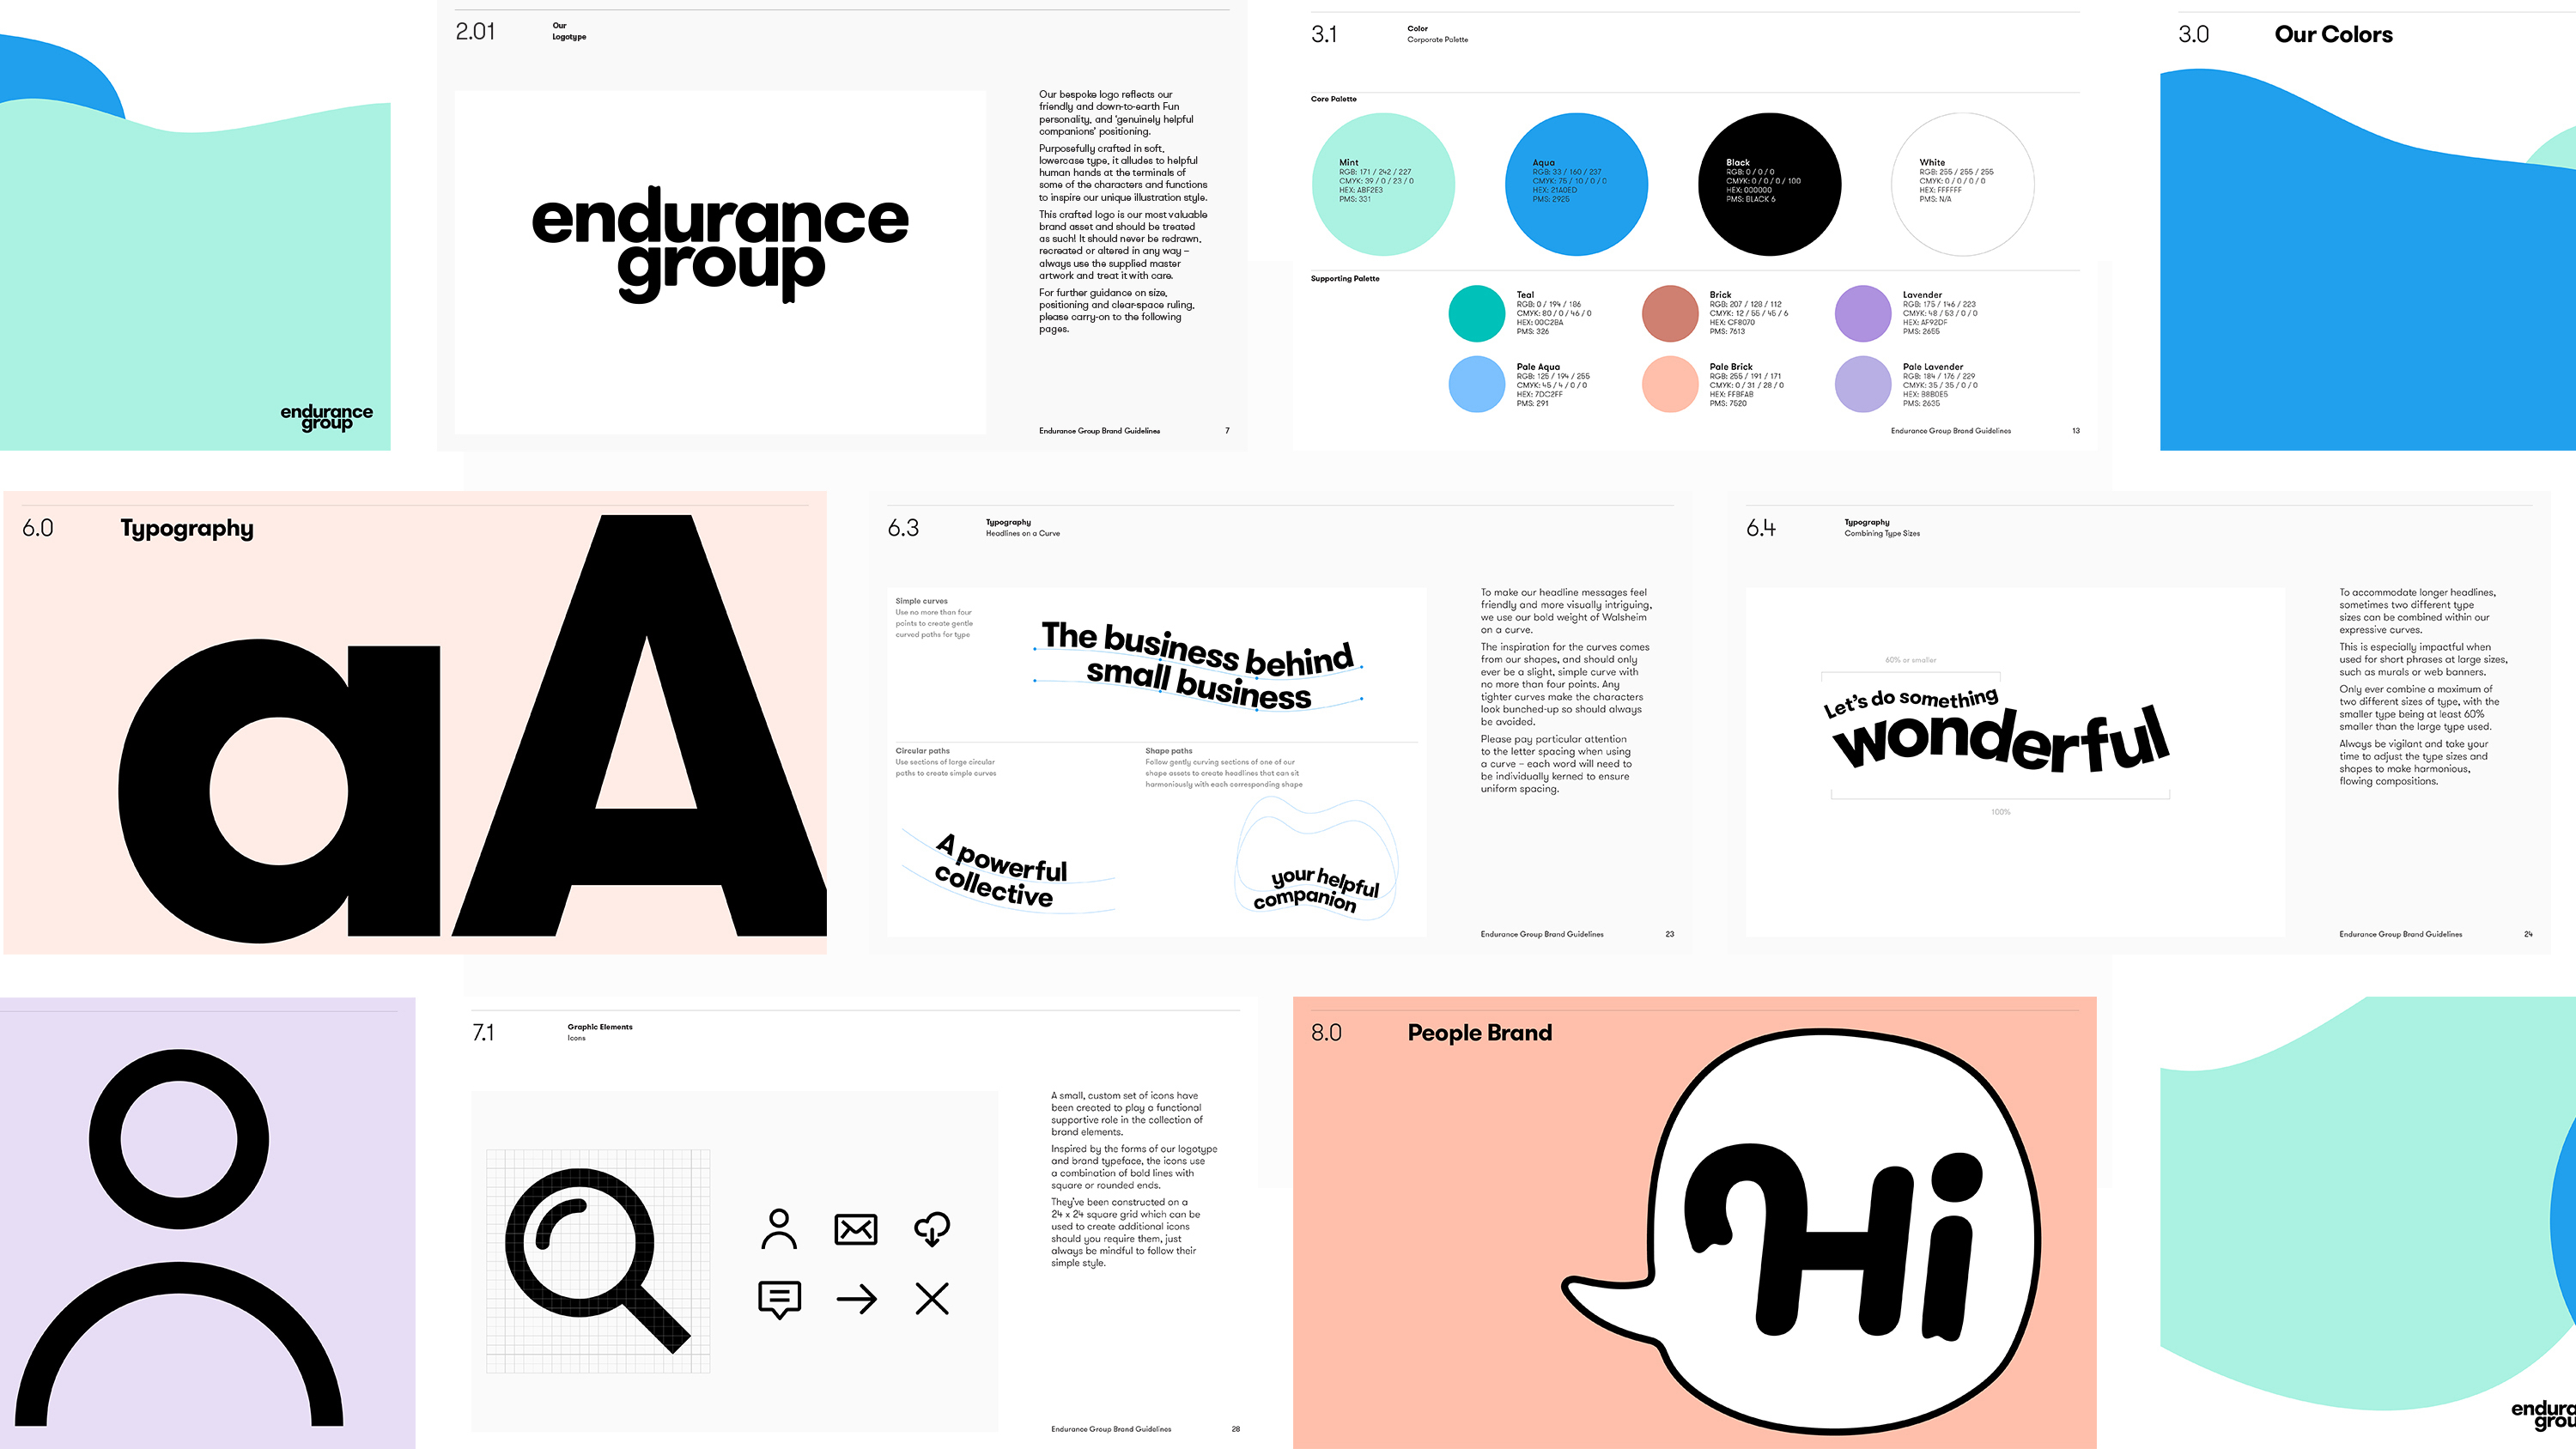 endurance
group
2.01
Our
Logotype
endurance
group
Our bespoke logo reflects our
friendly and down-to-earth Fun
personality, and ‘genuinely helpful
companions’ positioning.
Purposefully crafted in soft,
lowercase type, it alludes to helpful
human hands at the terminals of
some of the characters and functions
to inspire our unique illustration style.
This crafted logo is our most valuable
brand asset and should be treated
as such! It should never be redrawn,
recreated or altered in any way –
always use the supplied master
artwork and treat it with care.
For further guidance on size,
positioning and clear-space ruling,
please carry-on to the following
pages.
Endurance Group Brand Guidelines 7
3.1
Color
Corporate Palette
Core Palette
Mint
RGB: 171 / 242 / 227
CMYK: 39 / 0 / 23 / 0
HEX: ABF2E3
PMS: 331
Aqua
RGB: 33 / 160 / 237
CMYK: 75 / 10 / 0 / 0
HEX: 21A0ED
PMS: 2925
Black
RGB: 0 / 0 / 0
CMYK: 0 / 0 / 0 / 100
HEX: 000000
PMS: BLACK 6
White
RGB: 255 / 255 / 255
CMYK: 0 / 0 / 0 / 0
HEX: FFFFFF
PMS: N/A
Supporting Palette
Teal
RGB: 0 / 194 / 186
CMYK: 80 / 0 / 46 / 0
HEX: 00C2BA
PMS: 326
Brick
RGB: 207 / 128 / 112
CMYK: 12 / 55 / 45 / 6
HEX: CF8070
PMS: 7613
Lavender
RGB: 175 / 146 / 223
CMYK: 48 / 53 / 0 / 0
HEX: AF92DF
PMS: 2655
Pale Aqua
RGB: 125 / 194 / 255
CMYK: 45 / 4 / 0 / 0
HEX: 7DC2FF
PMS: 291
Pale Brick
RGB: 255 / 191 / 171
CMYK: 0 / 31 / 28 / 0
HEX: FFBFAB
PMS: 7520
Pale Lavender
RGB: 184 / 176 / 229
CMYK: 35 / 35 / 0 / 0
HEX: B8B0E5
PMS: 2635
Endurance Group Brand Guidelines 13
3.0
Our Colors
6.0
Typography
aA
6.3
Typography
Headlines on a Curve
Simple curves
Use no more than four
points to create gentle
curved paths for type
The business behind
small business
Circular paths
Use sections of large circular
paths to create simple curves
A powerful
collective
Shape paths
Follow gently curving sections of one of our
shape assets to create headlines that can sit
harmoniously with each corresponding shape
your helpful
companion
To make our headline messages feel
friendly and more visually intriguing,
we use our bold weight of Walsheim
on a curve.
The inspiration for the curves comes
from our shapes, and should only
ever be a slight, simple curve with
no more than four points. Any
tighter curves make the characters
look bunched-up so should always
be avoided.
Please pay particular attention
to the letter spacing when using
a curve – each word will need to
be individually kerned to ensure
uniform spacing.
Endurance Group Brand Guidelines 23
6.4
Typography
Combining Type Sizes
60% or smaller
Let’s do something
wonderful
100%
To accommodate longer headlines,
sometimes two different type
sizes can be combined within our
expressive curves.
This is especially impactful when
used for short phrases at large sizes,
such as murals or web banners.
Only ever combine a maximum of
two different sizes of type, with the
smaller type being at least 60%
smaller than the large type used.
Always be vigilant and take your
time to adjust the type sizes and
shapes to make harmonious,
flowing compositions.
Endurance Group Brand Guidelines 24
7.1
Graphic Elements
Icons
A small, custom set of icons have
been created to play a functional
supportive role in the collection of
brand elements.
Inspired by the forms of our logotype
and brand typeface, the icons use
a combination of bold lines with
square or rounded ends.
They’ve been constructed on a
24 x 24 square grid which can be
used to create additional icons
should you require them, just
always be mindful to follow their
simple style.
Endurance Group Brand Guidelines 28
8.0
People Brand
Hi
endura
grou